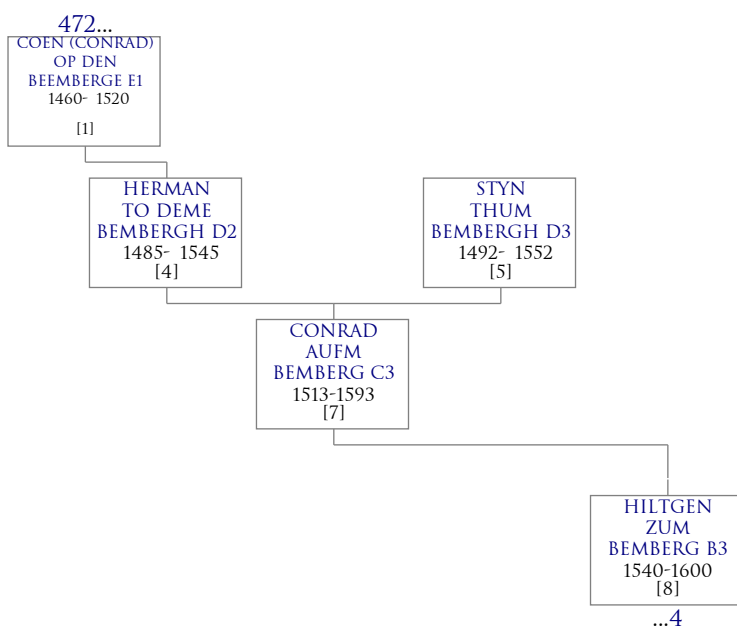 472...
COEN (CONRAD)
OP DEN
BEEMBERGE E1
1460- 1520
[1]
HERMAN
TO DEME
BEMBERGH D2
1485- 1545
[4]
STYN
THUM
BEMBERGH D3
1492- 1552
[5]
CONRAD
AUFM
BEMBERG C3
1513-1593
[7]
HILTGEN
ZUM
BEMBERG B3
1540-1600
[8]
...4